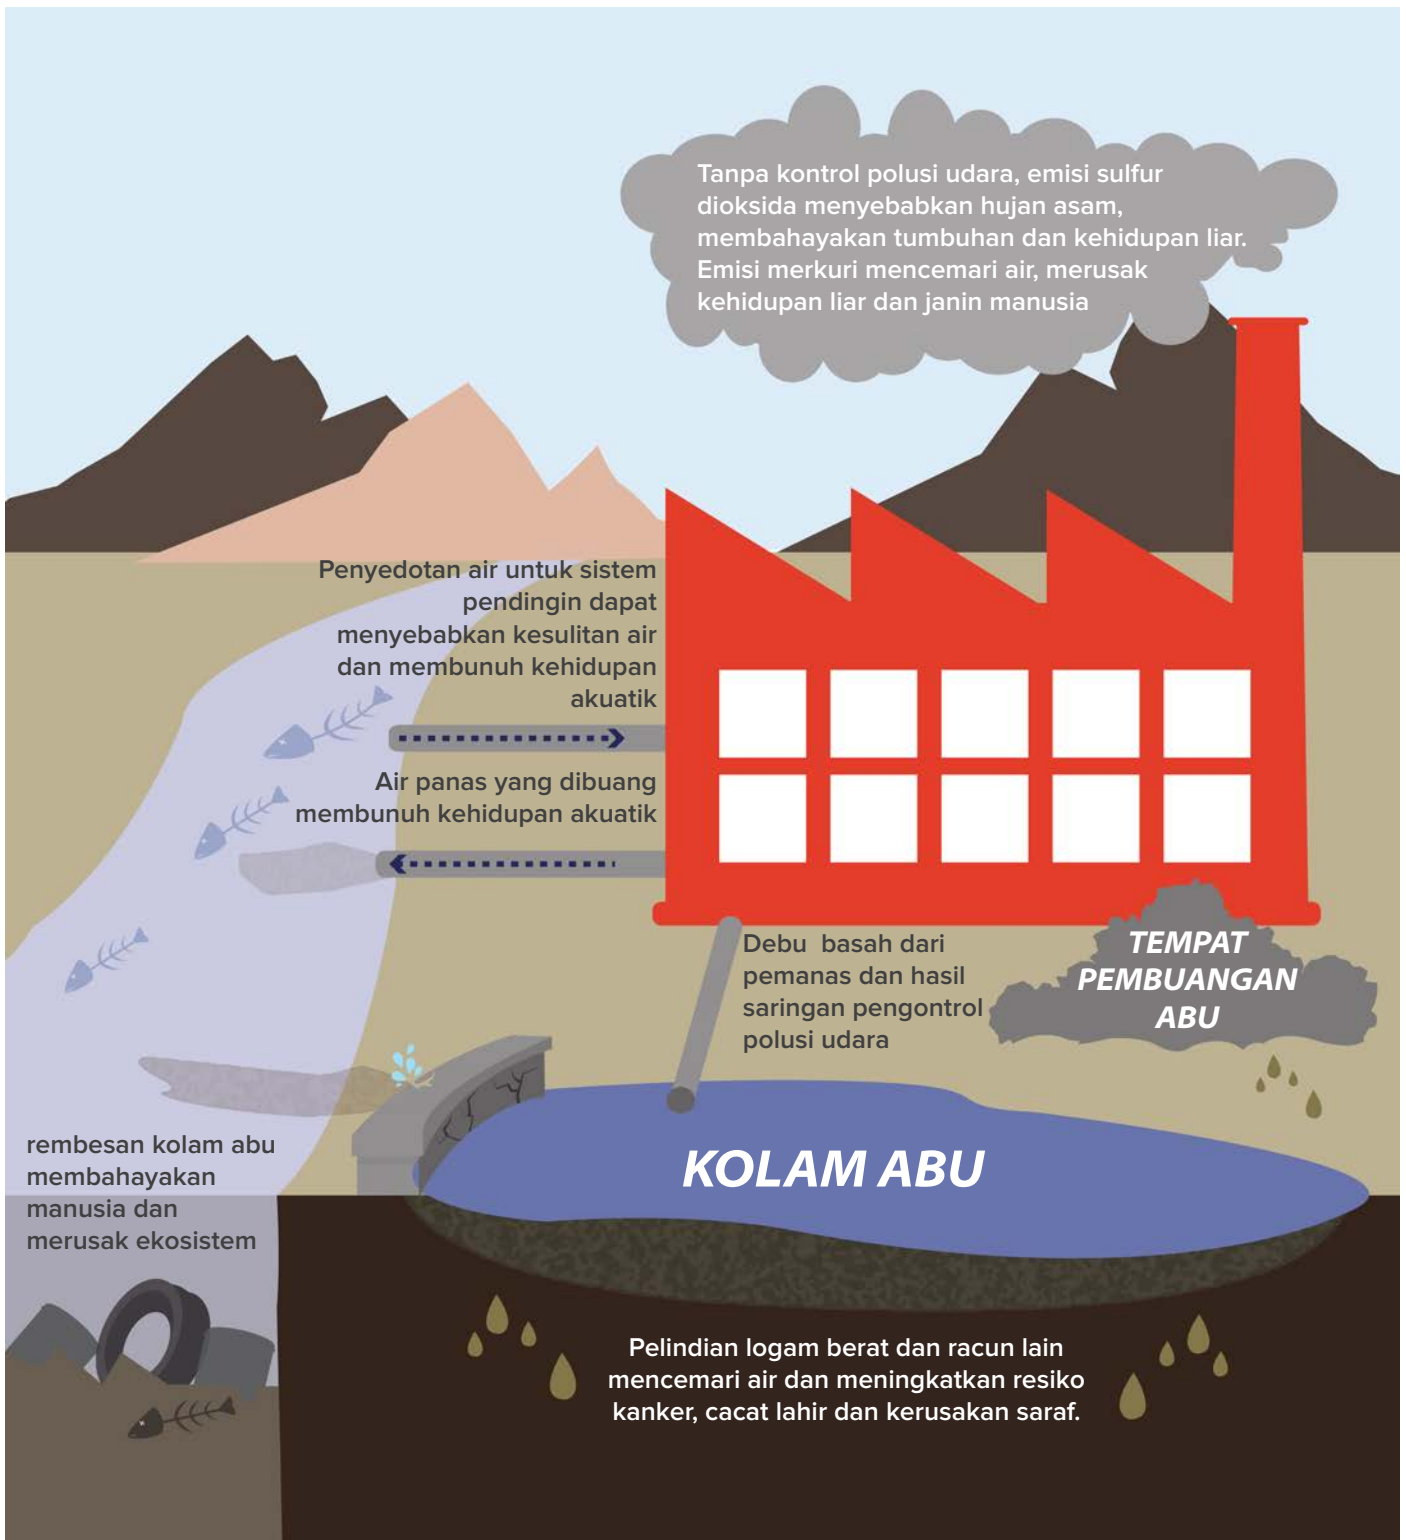 Tanpa kontrol polusi udara, emisi sulfur
dioksida menyebabkan hujan asam,
membahayakan tumbuhan dan kehidupan liar.
Emisi merkuri mencemari air, merusak
kehidupan liar dan janin manusia
Penyedotan air untuk sistem
pendingin dapat
menyebabkan kesulitan air
dan membunuh kehidupan
akuatik
Air panas yang dibuang
membunuh kehidupan akuatik
Debu basah dari
pemanas dan hasil
saringan pengontrol
polusi udara
TEMPAT
PEMBUANGAN
ABU
KOLAM ABU
rembesan kolam abu
membahayakan
manusia dan
merusak ekosistem
Pelindian logam berat dan racun lain
mencemari air dan meningkatkan resiko
kanker, cacat lahir dan kerusakan saraf.